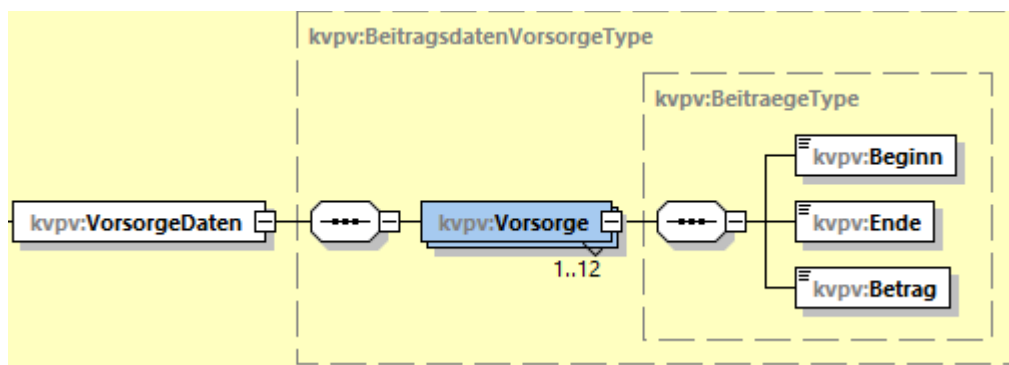 kvpv:BeitragsdatenVorsorgeType
kvpv:BeitraegeType
kvpv:Beginn
kvpv:VorsorgeDaten
kvpv:Vorsorge
kvpv:Ende
1..12
kvpv:Betrag